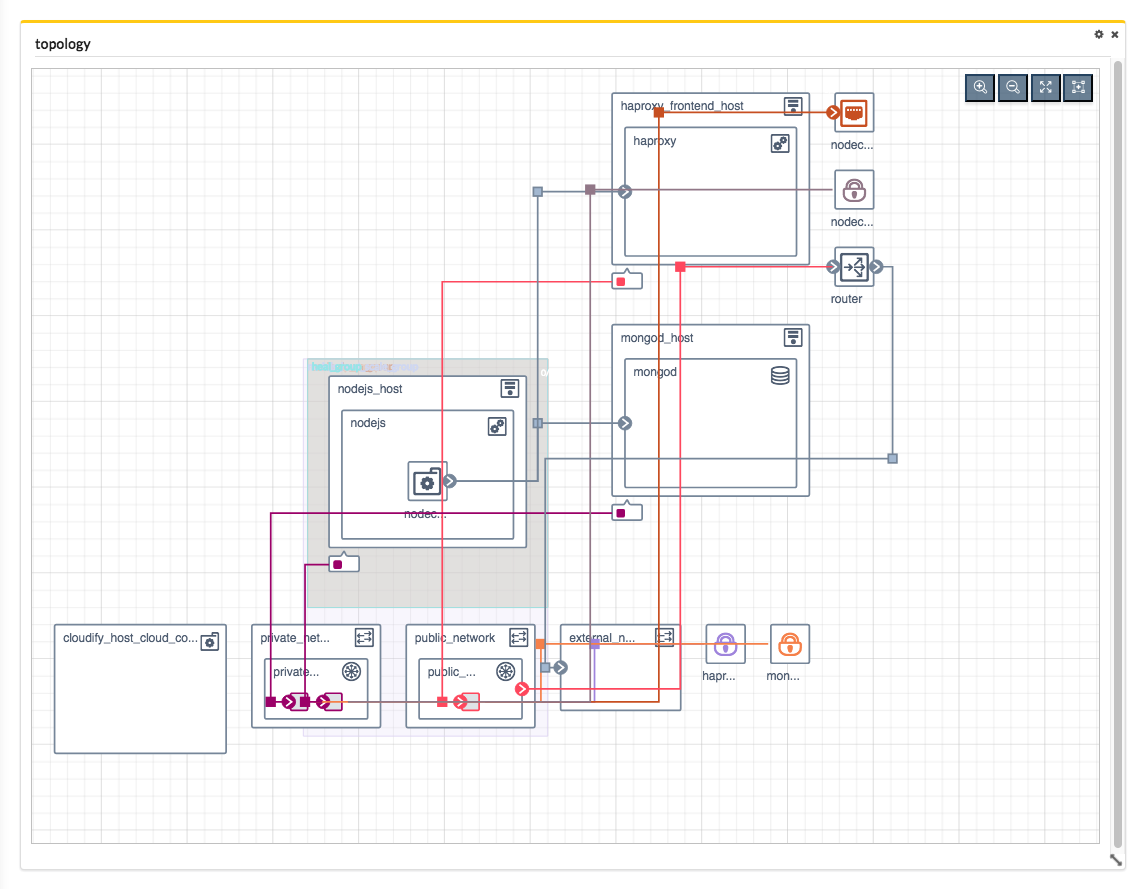 topology
haproxy_frontend_host
haproxy
nodec...
nodec...
router
mongod_host
mongod
nodejs_host
nodejs
nodec...
cloudify_host_cloud_co...
private_net...
private...
public_network
public_...
external_n...
hapr...
mon...